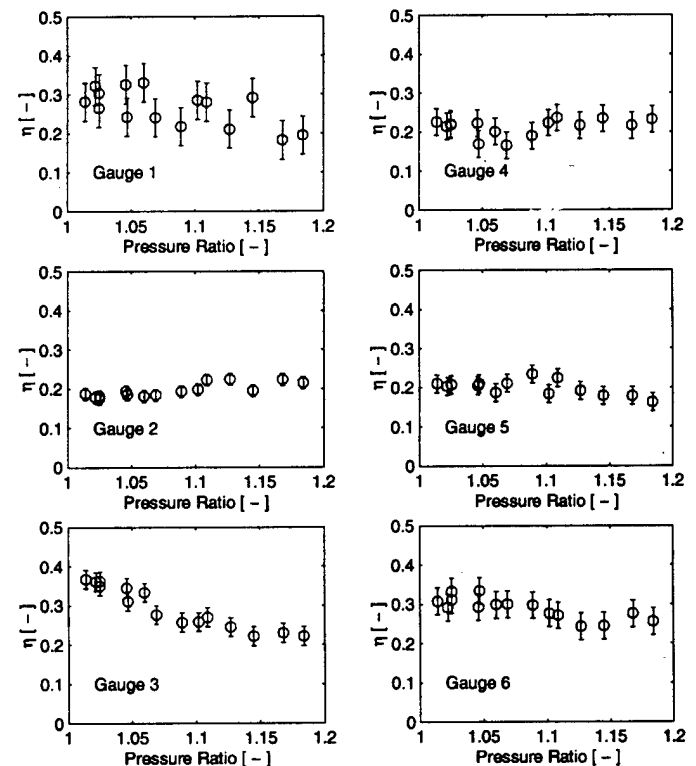 0.5
0.4
0.3
0.2
0.1
0
η [ – ]
Gauge 1
1 1.05 1.1 1.15 1.2
Pressure Ratio [ – ]
0.5
0.4
0.3
0.2
0.1
0
η [ – ]
Gauge 4
1 1.05 1.1 1.15 1.2
Pressure Ratio [ – ]
0.5
0.4
0.3
0.2
0.1
0
η [ – ]
Gauge 2
1 1.05 1.1 1.15 1.2
Pressure Ratio [ – ]
0.5
0.4
0.3
0.2
0.1
0
η [ – ]
Gauge 5
1 1.05 1.1 1.15 1.2
Pressure Ratio [ – ]
0.5
0.4
0.3
0.2
0.1
0
η [ – ]
Gauge 3
1 1.05 1.1 1.15 1.2
Pressure Ratio [ – ]
0.5
0.4
0.3
0.2
0.1
0
η [ – ]
Gauge 6
1 1.05 1.1 1.15 1.2
Pressure Ratio [ – ]